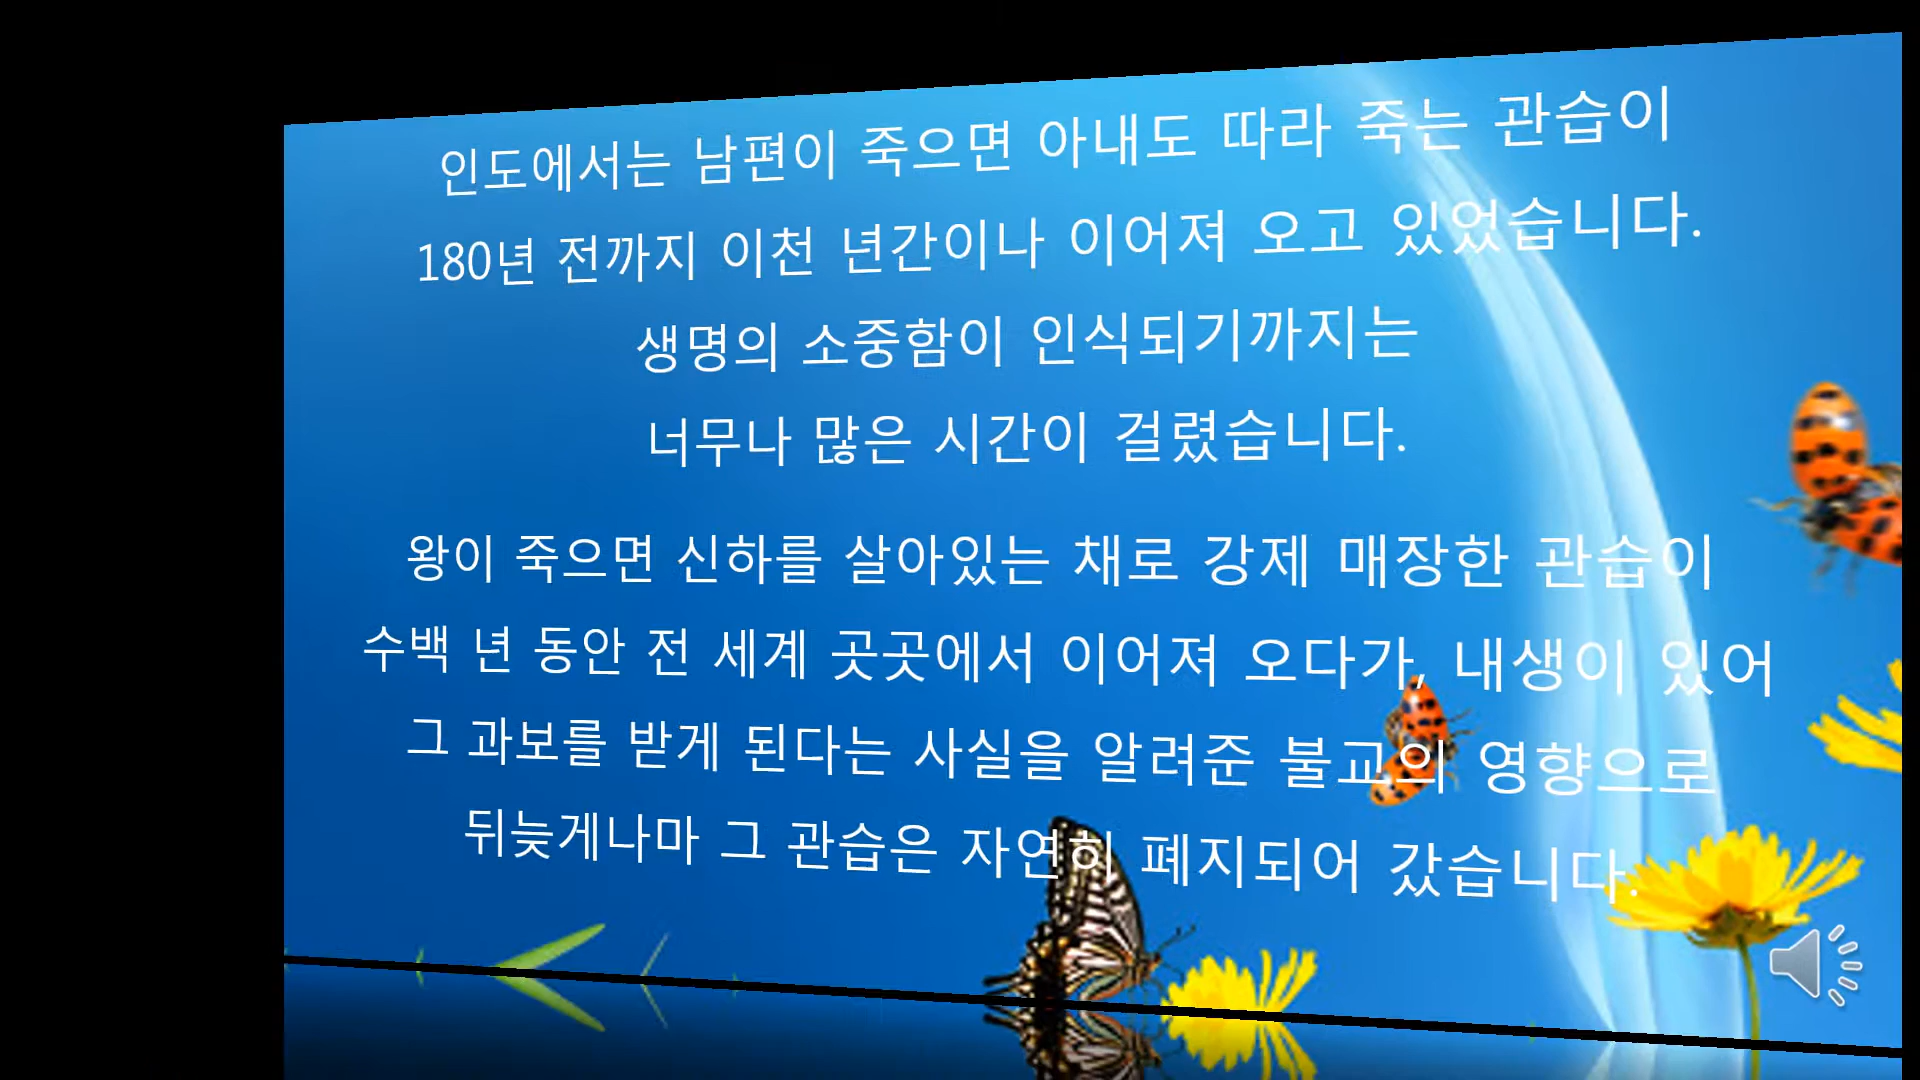 인도에서는 남편이 죽으면 아내도 따라 죽는 관습이
180년 전까지 이천 년간이나 이어져 오고 있었습니다.
생명의 소중함이 인식되기까지는
너무나 많은 시간이 걸렸습니다.
왕이 죽으면 신하를 살아있는 채로 강제 매장한 관습이
수백 년 동안 전 세계 곳곳에서 이어져 오다가, 내생이 있어
그 과보를 받게 된다는 사실을 알려준 불교의 영향으로
뒤늦게나마 그 관습은 자연히 폐지되어 갔습니다.